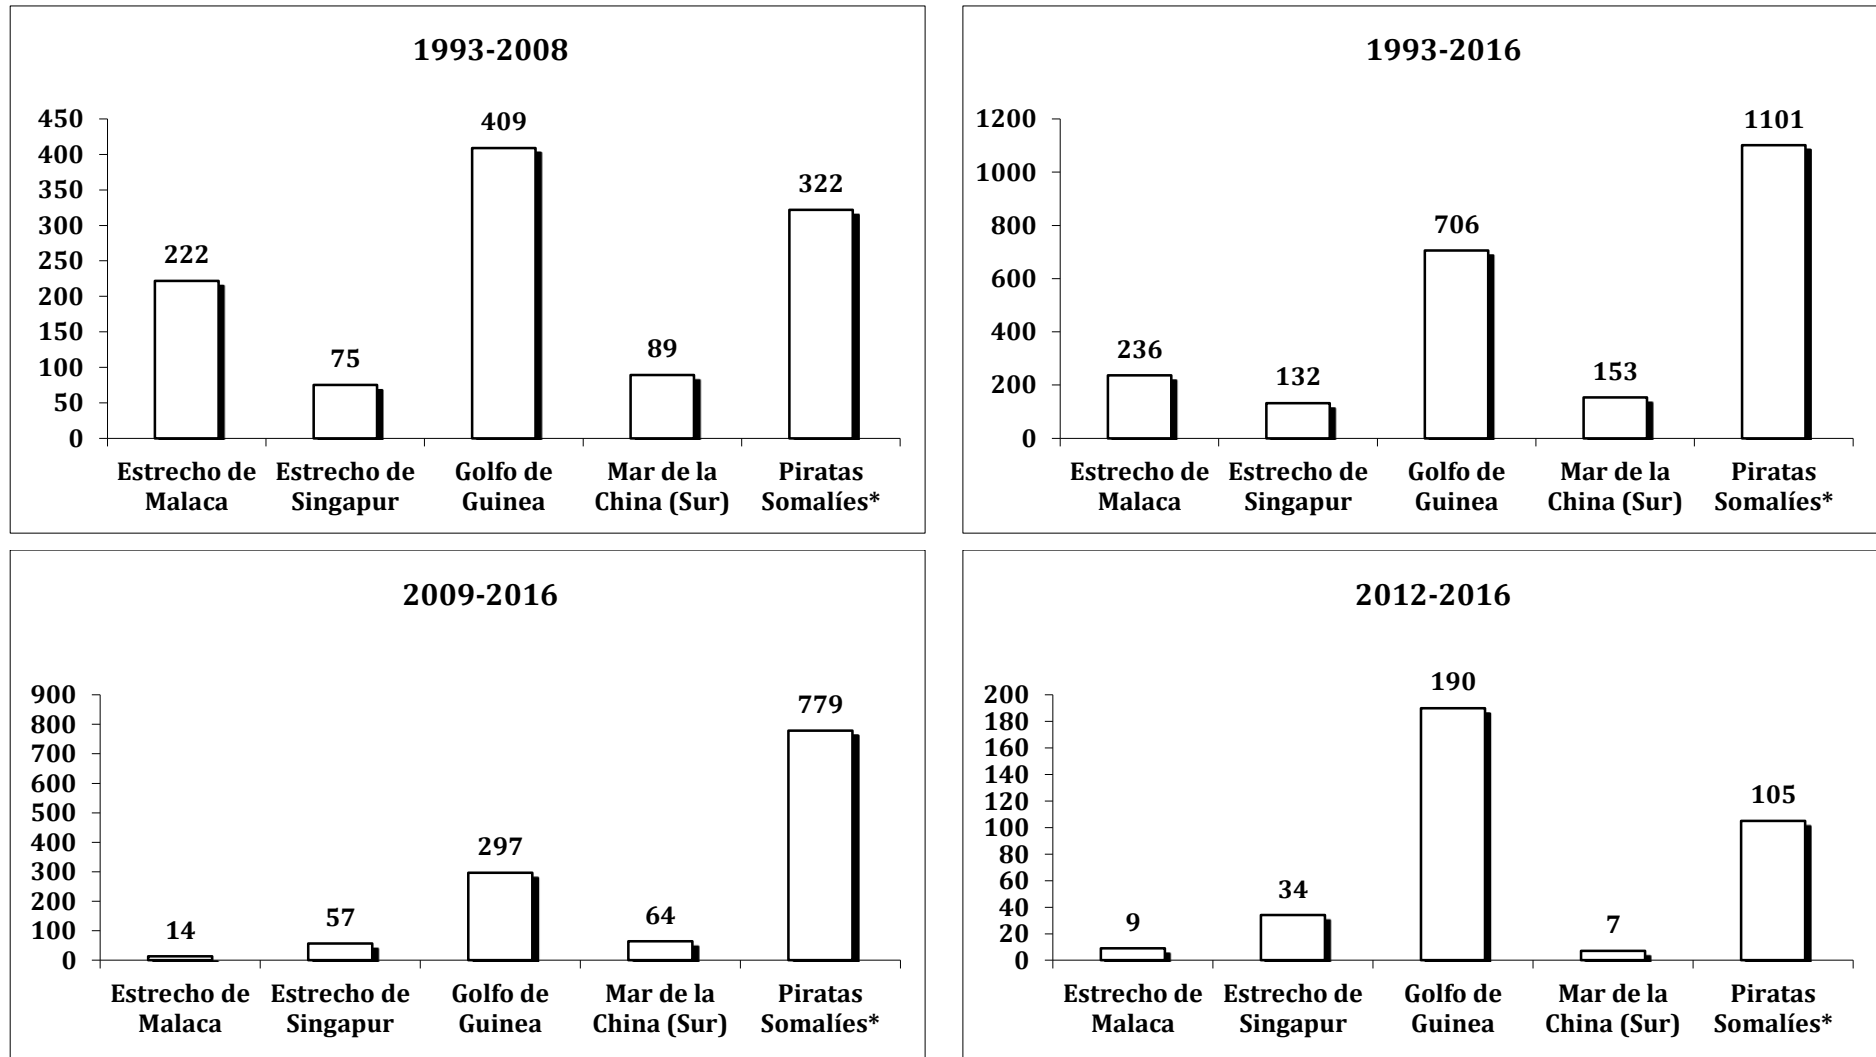 1993-2008
450
400
350
300
250
200
150
100
50
0
222
75
409
89
322
Estrecho de
Malaca
Estrecho de
Singapur
Golfo de
Guinea
Mar de la
China (Sur)
Piratas
Somalíes*
1993-2016
1200
1000
800
600
400
200
0
236
132
706
153
1101
Estrecho de
Malaca
Estrecho de
Singapur
Golfo de
Guinea
Mar de la
China (Sur)
Piratas
Somalíes*
2009-2016
900
800
700
600
500
400
300
200
100
0
14
57
297
64
779
Estrecho de
Malaca
Estrecho de
Singapur
Golfo de
Guinea
Mar de la
China (Sur)
Piratas
Somalíes*
2012-2016
200
180
160
140
120
100
80
60
40
20
0
9
34
190
7
105
Estrecho de
Malaca
Estrecho de
Singapur
Golfo de
Guinea
Mar de la
China (Sur)
Piratas
Somalíes*